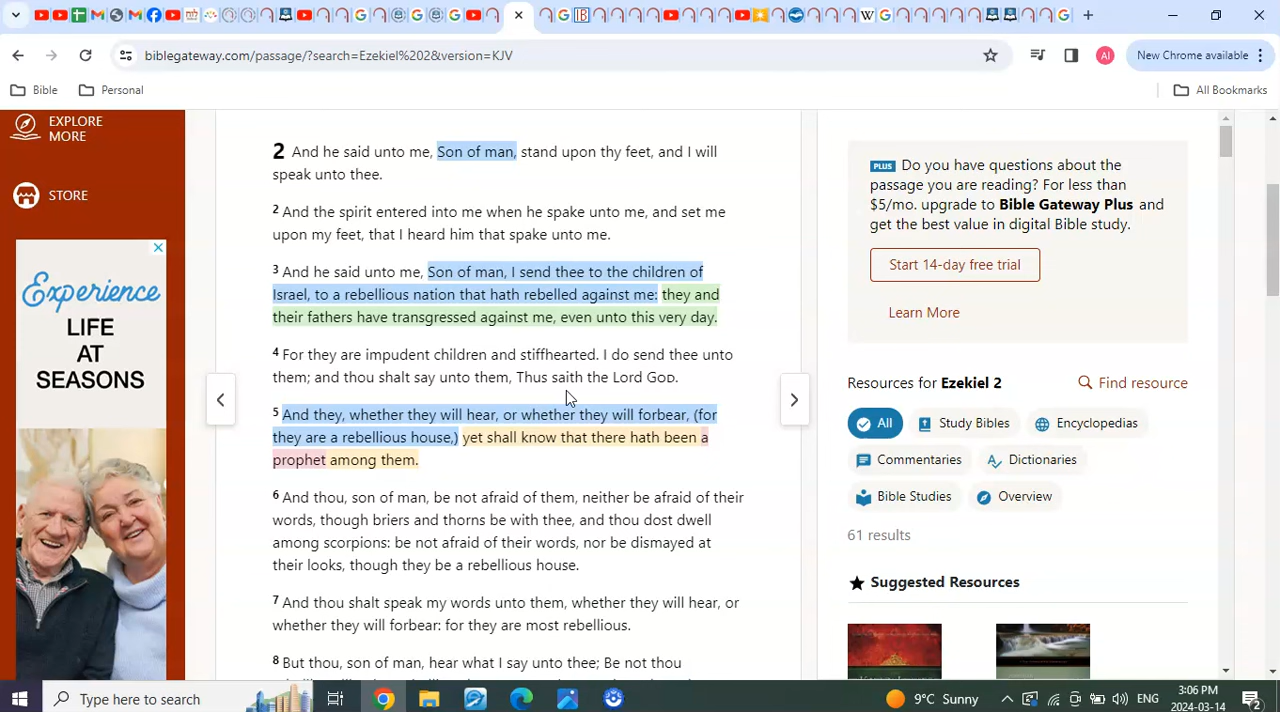 biblegateway.com/passage/?search=Ezekiel%202&version=KJV
New Chrome available
Bible
Personal
All Bookmarks
EXPLORE
MORE
STORE
Experience
LIFE
AT
SEASONS
2 And he said unto me, Son of man, stand upon thy feet, and I will
speak unto thee.
2 And the spirit entered into me when he spake unto me, and set me
upon my feet, that I heard him that spake unto me.
3 And he said unto me, Son of man, I send thee to the children of
Israel, to a rebellious nation that hath rebelled against me: they and
their fathers have transgressed against me, even unto this very day.
4 For they are impudent children and stiffhearted. I do send thee unto
them; and thou shalt say unto them, Thus saith the Lord GOD.
5 And they, whether they will hear, or whether they will forbear, (for
they are a rebellious house,) yet shall know that there hath been a
prophet among them.
6 And thou, son of man, be not afraid of them, neither be afraid of their
words, though briers and thorns be with thee, and thou dost dwell
among scorpions: be not afraid of their words, nor be dismayed at
their looks, though they be a rebellious house.
7 And thou shalt speak my words unto them, whether they will hear, or
whether they will forbear: for they are most rebellious.
8 But thou, son of man, hear what I say unto thee; Be not thou
PLUS Do you have questions about the
passage you are reading? For less than
$5/mo. upgrade to Bible Gateway Plus and
get the best value in digital Bible study.
Start 14-day free trial
Learn More
Resources for Ezekiel 2
Find resource
All
Study Bibles
Encyclopedias
Commentaries
Dictionaries
Bible Studies
Overview
61 results
Suggested Resources
Type here to search
9°C Sunny
ENG
3:06 PM
2024-03-14
2